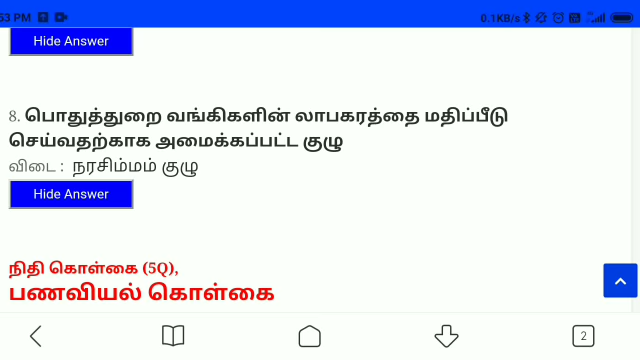 53 PM
0.1KB/s
Hide Answer
8. பொதுத்துறை வங்கிகளின் லாபகரத்தை மதிப்பீடு
செய்வதற்காக அமைக்கப்பட்ட குழு
விடை : நரசிம்மம் குழு
Hide Answer
நிதி கொள்கை (5Q),
பணவியல் கொள்கை
2